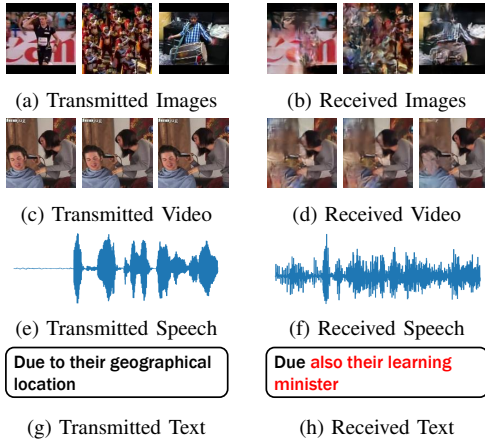 (a) Transmitted Images
(b) Received Images
(c) Transmitted Video
(d) Received Video
(e) Transmitted Speech
(f) Received Speech
Due to their geographical
location
Due also their learning
minister
(g) Transmitted Text
(h) Received Text